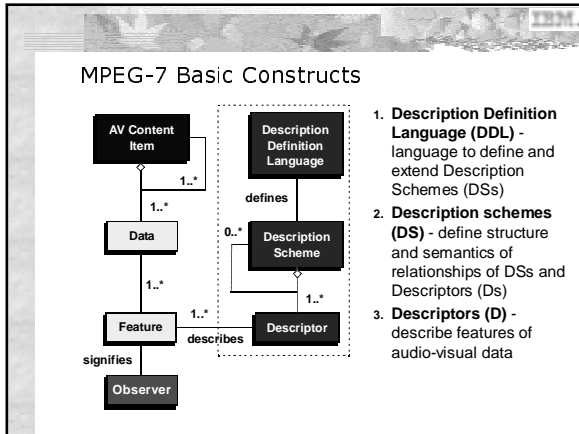 IBM.
MPEG-7 Basic Constructs
AV Content
Item
1..*
1..*
Data
1..*
Feature
signifies
Observer
Description
Definition
Language
defines
0..*
Description
Scheme
1..*
1..*
describes
Descriptor
1. Description Definition
Language (DDL) -
language to define and
extend Description
Schemes (DSs)
2. Description schemes
(DS) - define structure
and semantics of
relationships of DSs and
Descriptors (Ds)
3. Descriptors (D) -
describe features of
audio-visual data